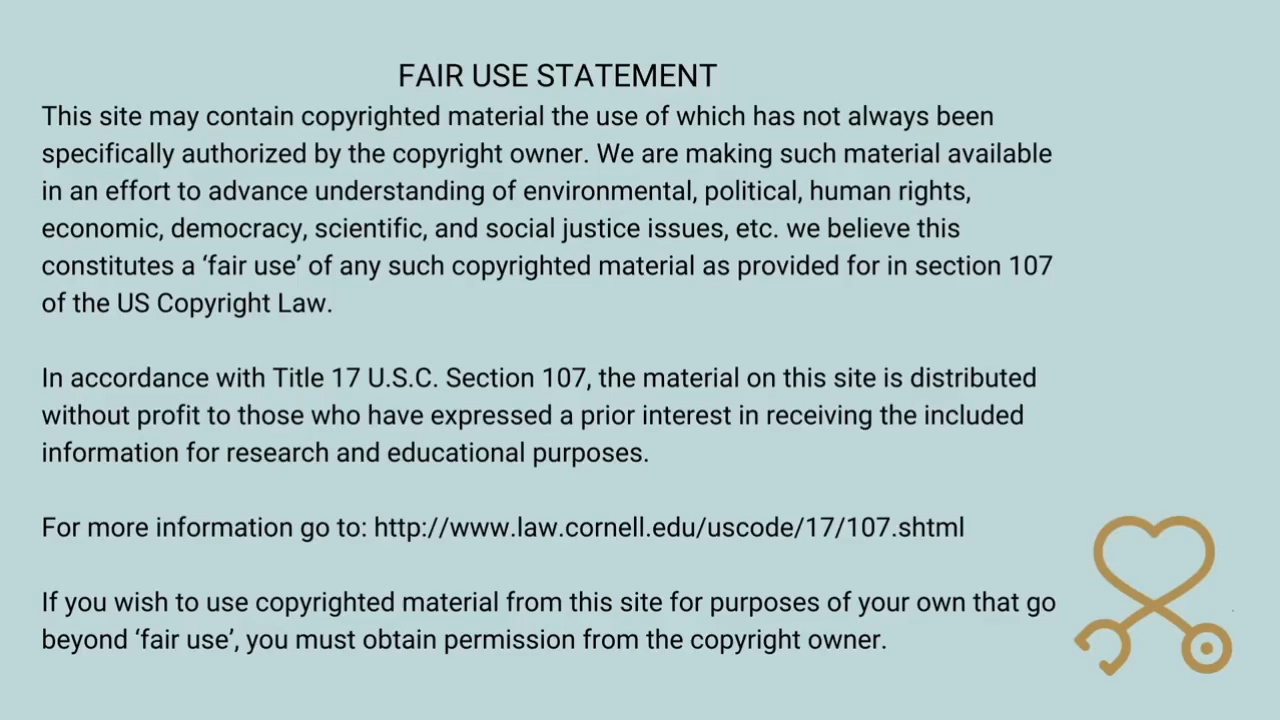 FAIR USE STATEMENT
This site may contain copyrighted material the use of which has not always been
specifically authorized by the copyright owner. We are making such material available
in an effort to advance understanding of environmental, political, human rights,
economic, democracy, scientific, and social justice issues, etc. we believe this
constitutes a ‘fair use’ of any such copyrighted material as provided for in section 107
of the US Copyright Law.
In accordance with Title 17 U.S.C. Section 107, the material on this site is distributed
without profit to those who have expressed a prior interest in receiving the included
information for research and educational purposes.
For more information go to: http://www.law.cornell.edu/uscode/17/107.shtml
If you wish to use copyrighted material from this site for purposes of your own that go
beyond ‘fair use’, you must obtain permission from the copyright owner.